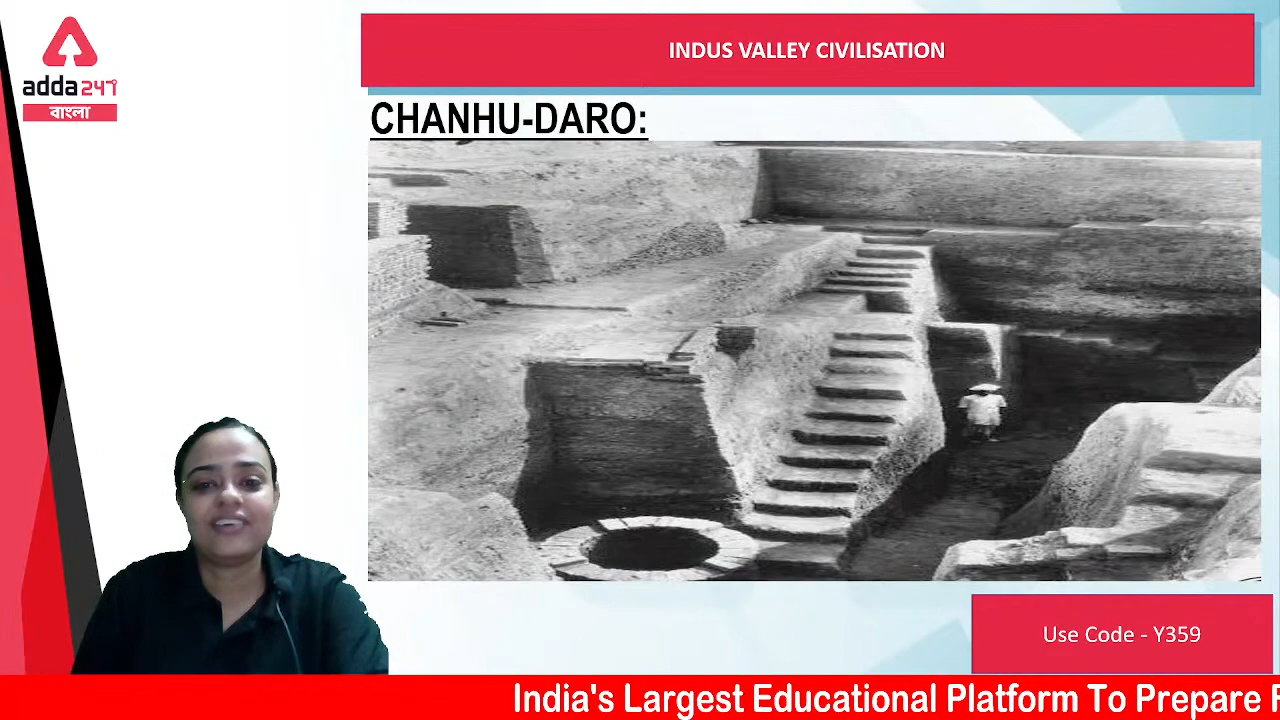 adda247
বাংলা
INDUS VALLEY CIVILISATION
CHANHU-DARO:
Use Code - Y359
India's Largest Educational Platform To Prepare